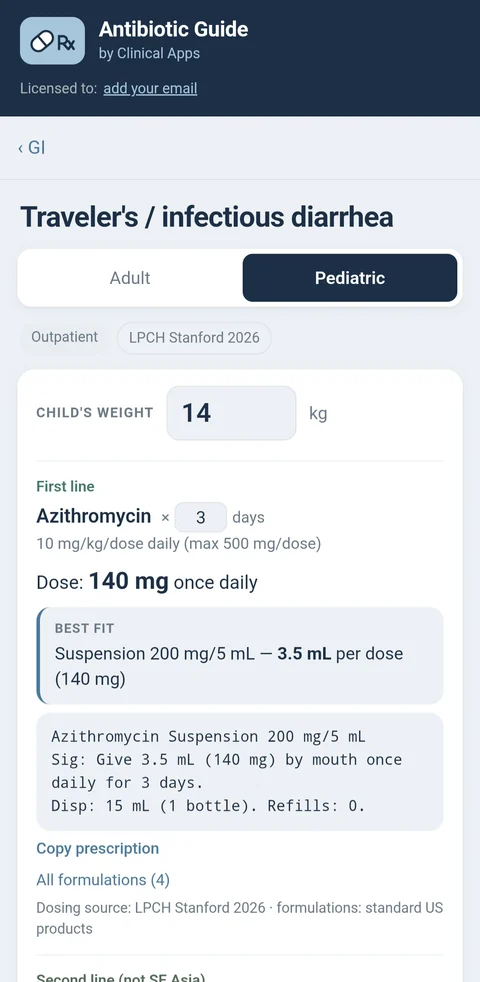 Rx
Antibiotic Guide
by Clinical Apps
Licensed to: add your email
‹ GI
Traveler's / infectious diarrhea
Adult
Pediatric
Outpatient
LPCH Stanford 2026
CHILD'S WEIGHT 14 kg
First line
Azithromycin × 3 days
10 mg/kg/dose daily (max 500 mg/dose)
Dose: 140 mg once daily
BEST FIT
Suspension 200 mg/5 mL — 3.5 mL per dose
(140 mg)
Azithromycin Suspension 200 mg/5 mL
Sig: Give 3.5 mL (140 mg) by mouth once
daily for 3 days.
Disp: 15 mL (1 bottle). Refills: 0.
Copy prescription
All formulations (4)
Dosing source: LPCH Stanford 2026 · formulations: standard US
products
Second line (not SE Asia)